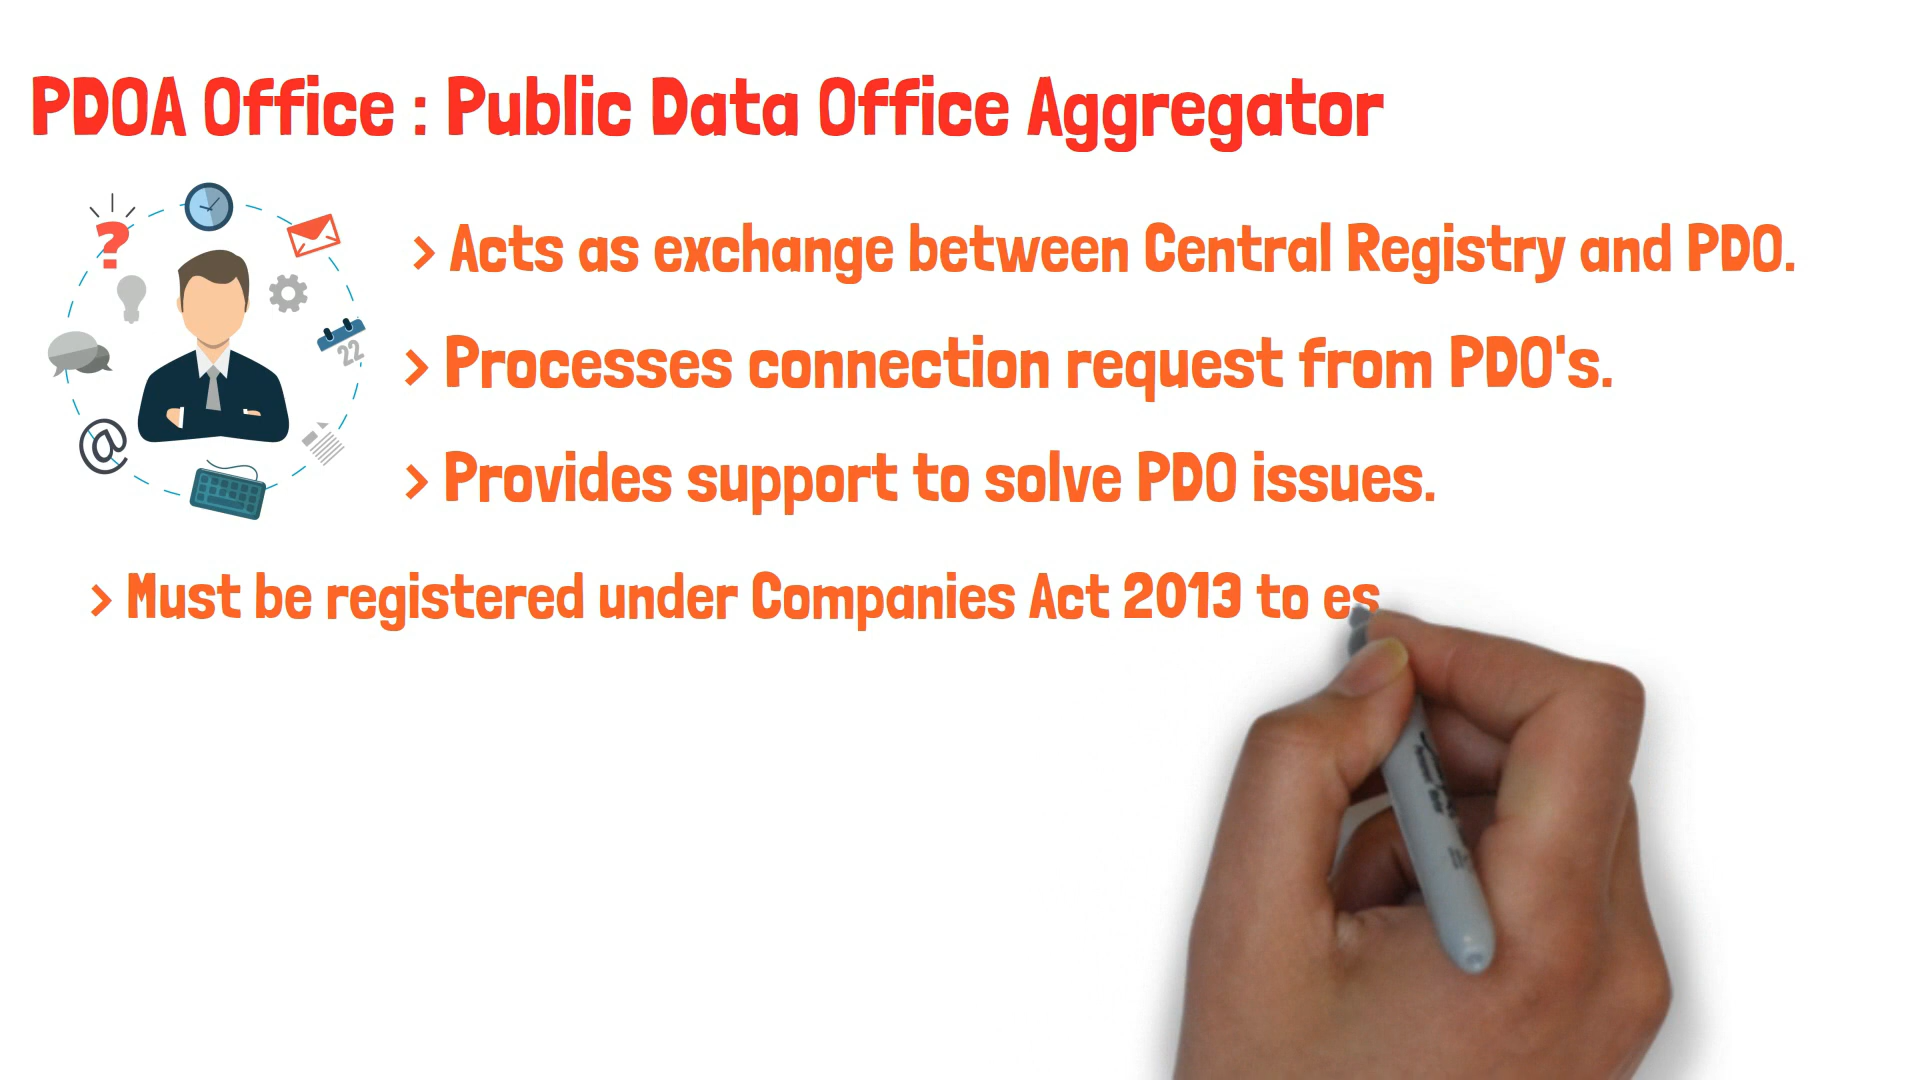 PDOA Office : Public Data Office Aggregator
> Acts as exchange between Central Registry and PDO.
> Processes connection request from PDO's.
> Provides support to solve PDO issues.
> Must be registered under Companies Act 2013 to es
22
@
?